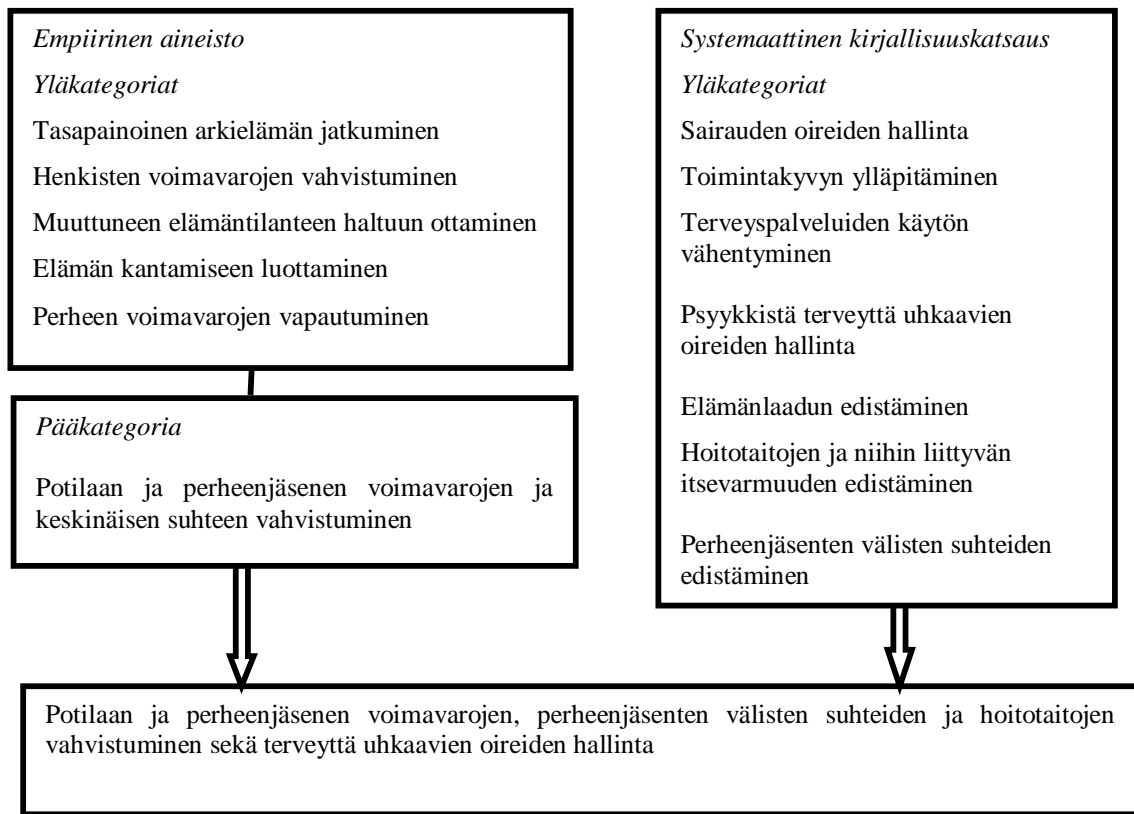 Empiirinen aineisto
Yläkategoriat
Tasapainoinen arkielämän jatkuminen
Henkisten voimavarojen vahvistuminen
Muuttuneen elämäntilanteen haltuun ottaminen
Elämän kantamiseen luottaminen
Perheen voimavarojen vapautuminen
Pääkategoria
Potilaan ja perheenjäsenen voimavarojen ja
keskinäisen suhteen vahvistuminen
Systemaattinen kirjallisuuskatsaus
Yläkategoriat
Sairauden oireiden hallinta
Toimintakyvyn ylläpitäminen
Terveyspalveluiden käytön
vähentyminen
Psyykkistä terveyttä uhkaavien
oireiden hallinta
Elämänlaadun edistäminen
Hoitotaitojen ja niihin liittyvän
itsevarmuuden edistäminen
Perheenjäsenten välisten suhteiden
edistäminen
Potilaan ja perheenjäsenen voimavarojen, perheenjäsenten välisten suhteiden ja hoitotaitojen
vahvistuminen sekä terveyttä uhkaavien oireiden hallinta